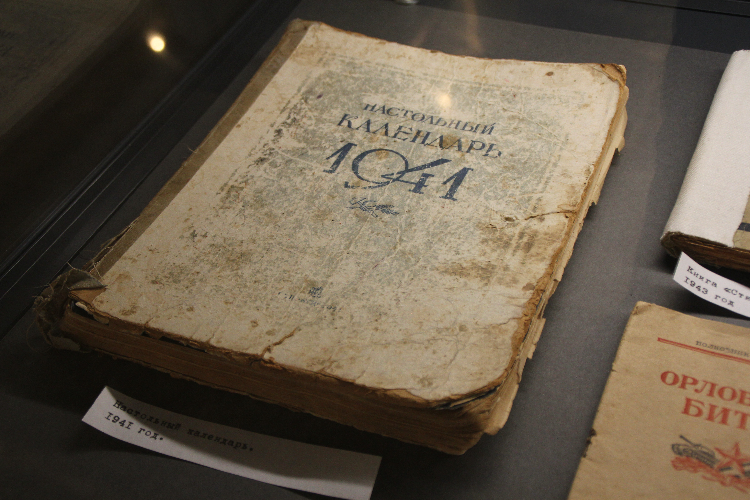 НАСТОЛЬНЫЙ
КАЛЕНДАРЬ
1941
Настольный календарь.
1941 год.
Книга «Ст
1943 год
ОРЛОВ
БИТ